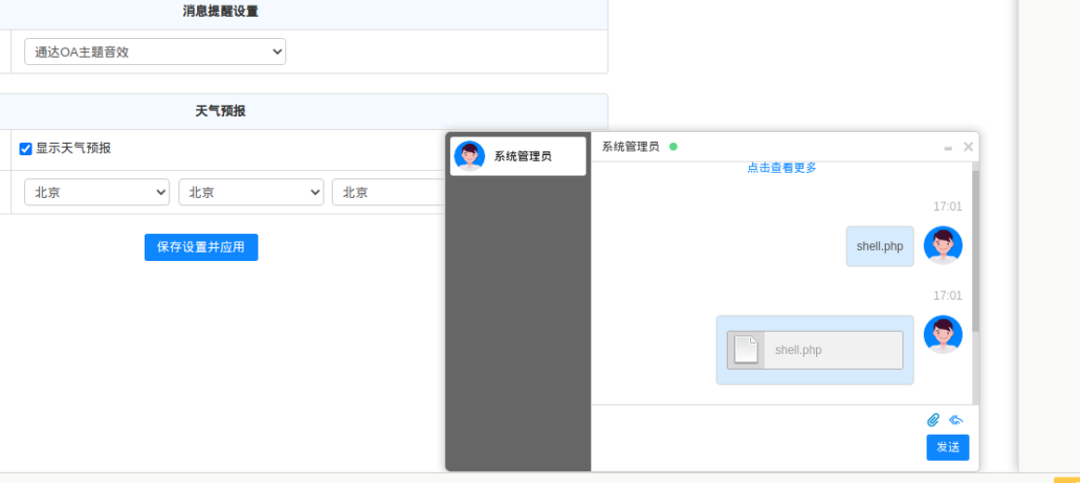 消息提醒设置
通达OA主题音效
天气预报
显示天气预报
北京 北京 北京
保存设置并应用
系统管理员
系统管理员
点击查看更多
17:01
shell.php
17:01
shell.php
发送